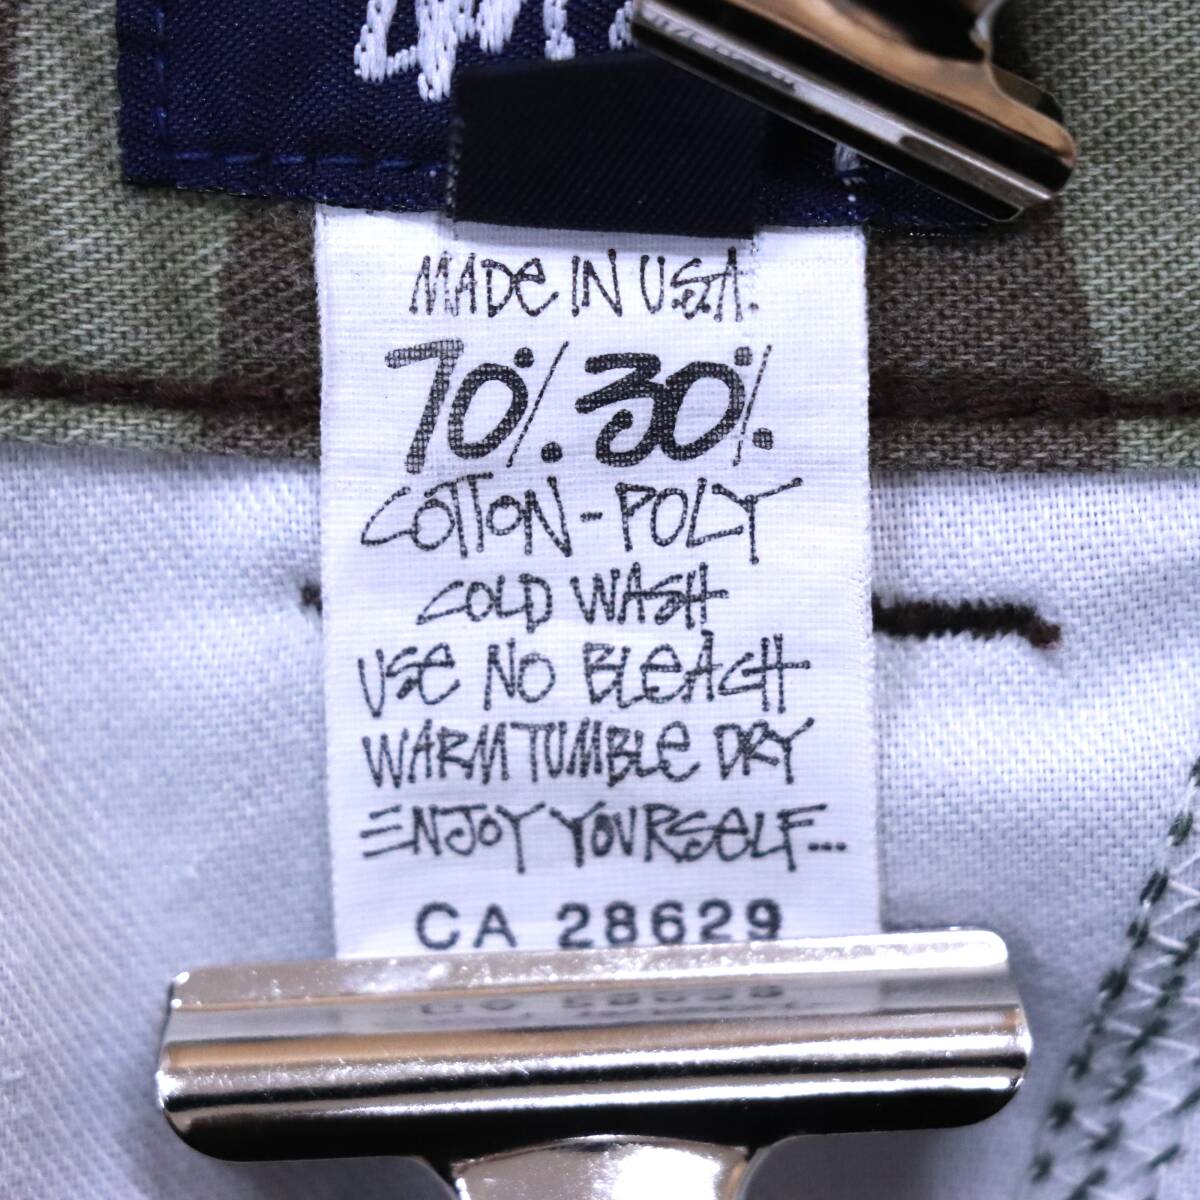 MADE IN U.S.A.
70% 30%
COTTON-POLY
COLD WASH
USE NO BLEACH
WARM TUMBLE DRY
ENJOY YOURSELF...
CA 28629